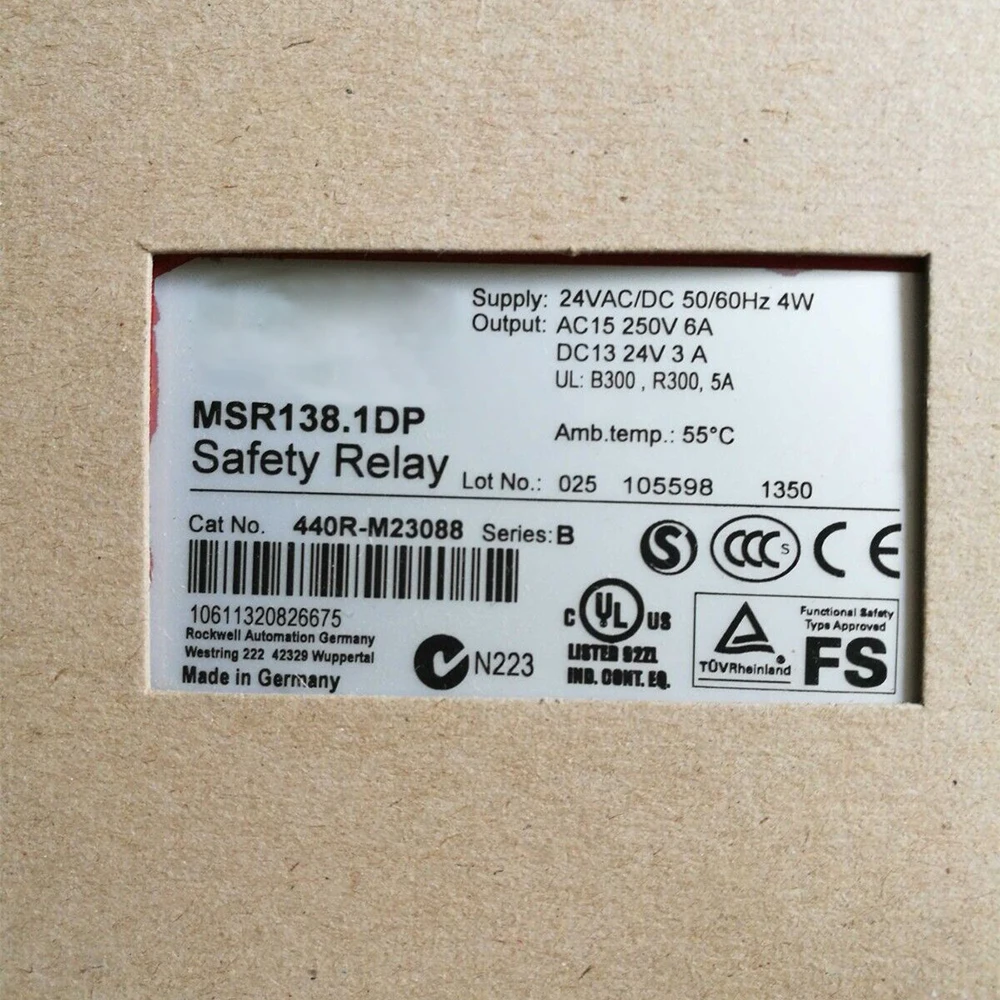 Supply: 24VAC/DC 50/60Hz 4W
Output: AC15 250V 6A
DC13 24V 3 A
UL: B300 , R300, 5A
MSR138.1DP
Amb.temp.: 55°C
Safety Relay
Lot No.: 025 105598 1350
Cat No. 440R-M23088 Series: B
S
CCC S
CE
10611320826675
Rockwell Automation Germany
Westring 222 42329 Wuppertal
Made in Germany
N223
C UL US
LISTED 92ZL
IND. CONT. EQ.
TÜVRheinland®
Functional Safety
Type Approved
FS